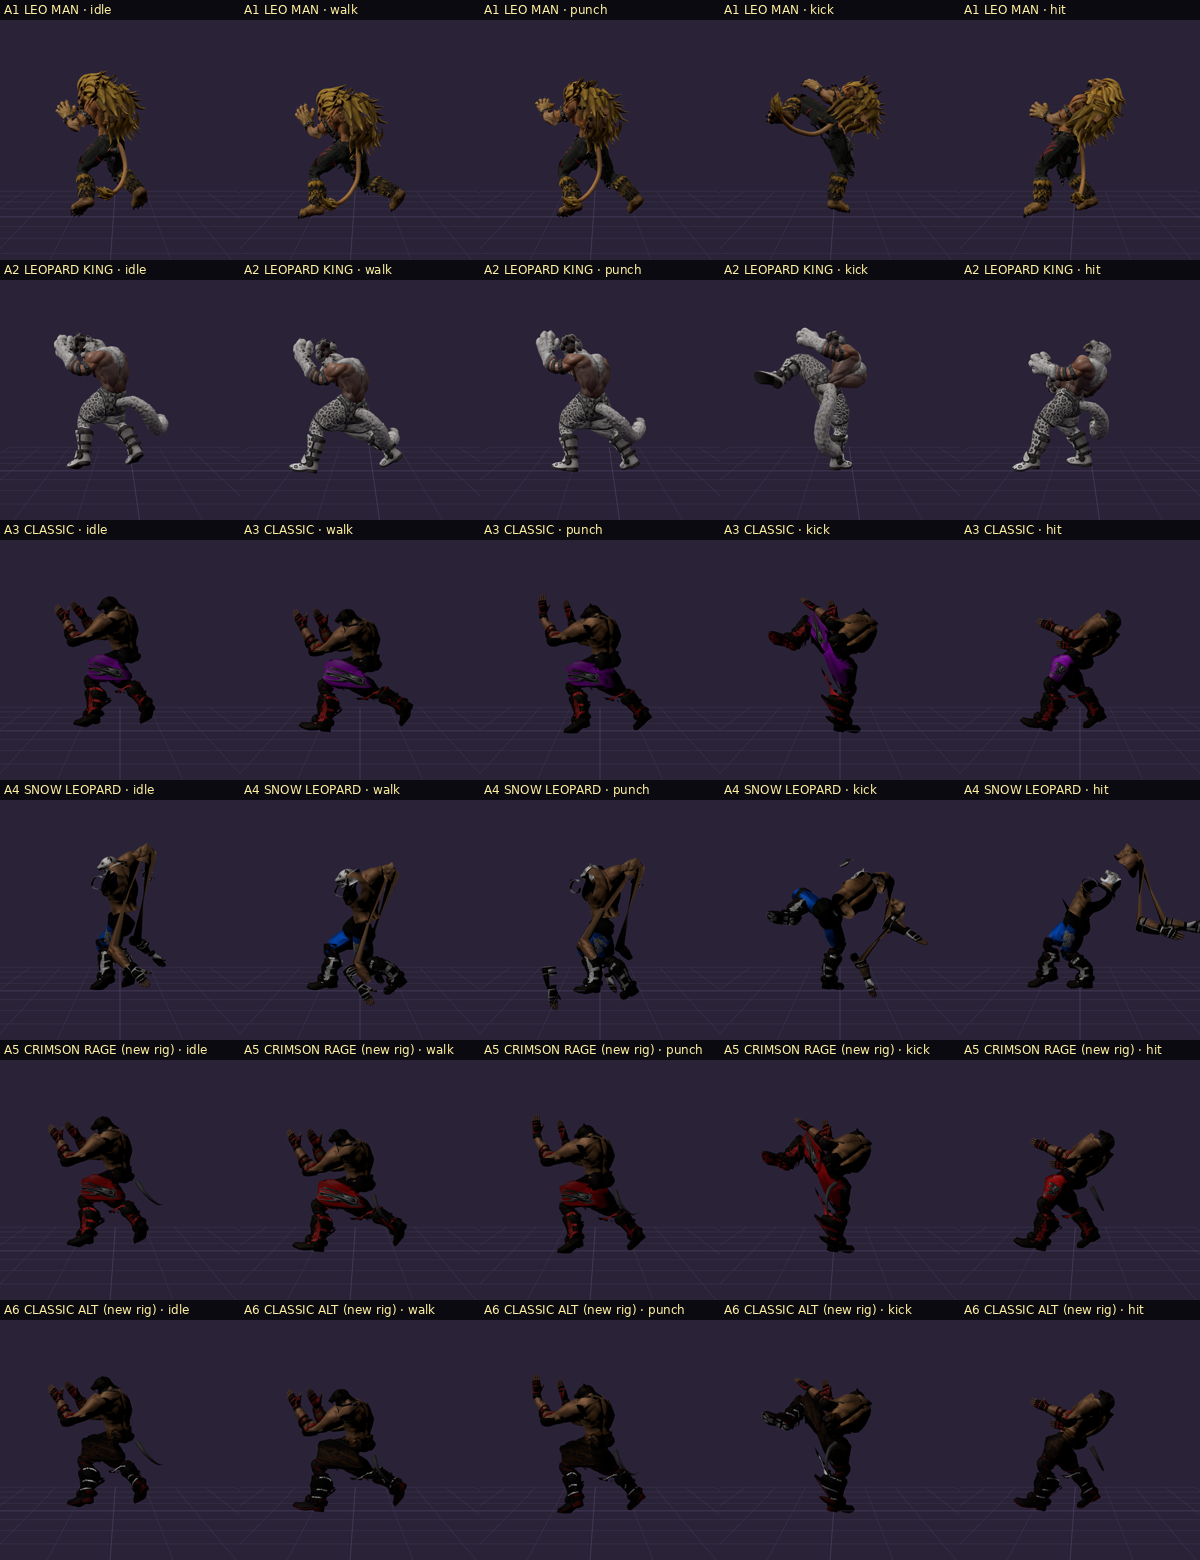 A1 LEO MAN · idle
A1 LEO MAN · walk
A1 LEO MAN · punch
A1 LEO MAN · kick
A1 LEO MAN · hit
A2 LEOPARD KING · idle
A2 LEOPARD KING · walk
A2 LEOPARD KING · punch
A2 LEOPARD KING · kick
A2 LEOPARD KING · hit
A3 CLASSIC · idle
A3 CLASSIC · walk
A3 CLASSIC · punch
A3 CLASSIC · kick
A3 CLASSIC · hit
A4 SNOW LEOPARD · idle
A4 SNOW LEOPARD · walk
A4 SNOW LEOPARD · punch
A4 SNOW LEOPARD · kick
A4 SNOW LEOPARD · hit
A5 CRIMSON RAGE (new rig) · idle
A5 CRIMSON RAGE (new rig) · walk
A5 CRIMSON RAGE (new rig) · punch
A5 CRIMSON RAGE (new rig) · kick
A5 CRIMSON RAGE (new rig) · hit
A6 CLASSIC ALT (new rig) · idle
A6 CLASSIC ALT (new rig) · walk
A6 CLASSIC ALT (new rig) · punch
A6 CLASSIC ALT (new rig) · kick
A6 CLASSIC ALT (new rig) · hit